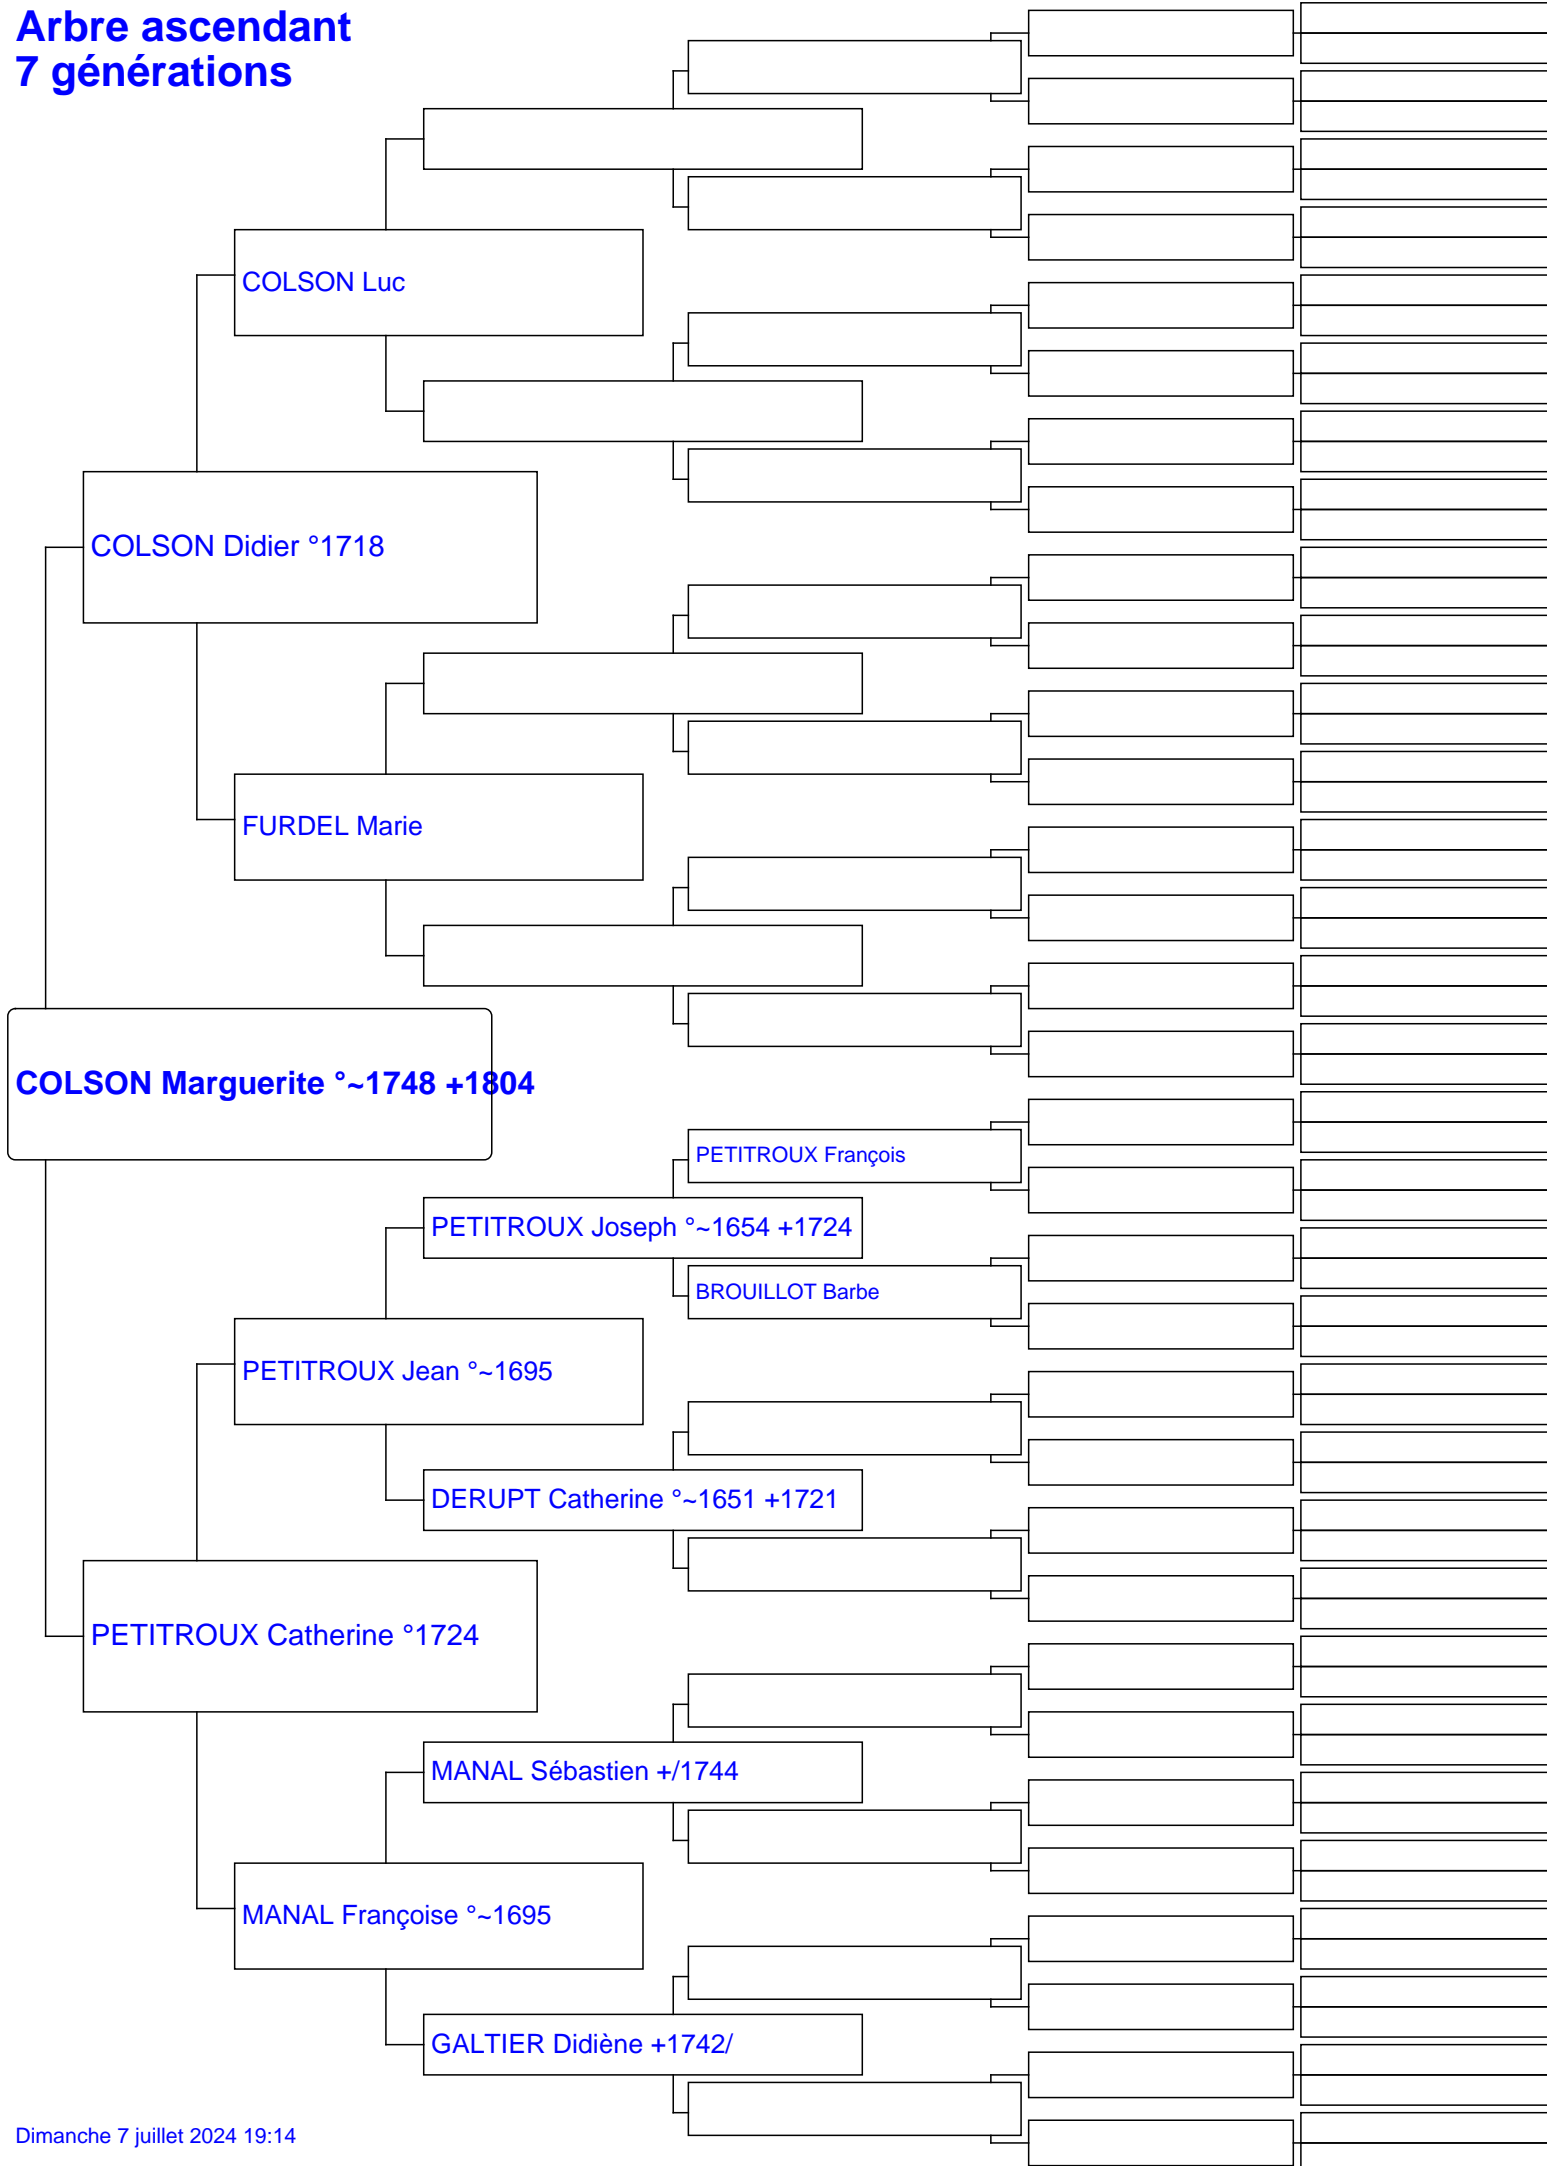 Arbre ascendant
7 générations
COLSON Luc
COLSON Didier °1718
FURDEL Marie
COLSON Marguerite °~1748 +1804
PETITROUX François
PETITROUX Joseph °~1654 +1724
BROUILLOT Barbe
PETITROUX Jean °~1695
DERUPT Catherine °~1651 +1721
PETITROUX Catherine °1724
MANAL Sébastien +/1744
MANAL Françoise °~1695
GALTIER Didiène +1742/
Dimanche 7 juillet 2024 19:14